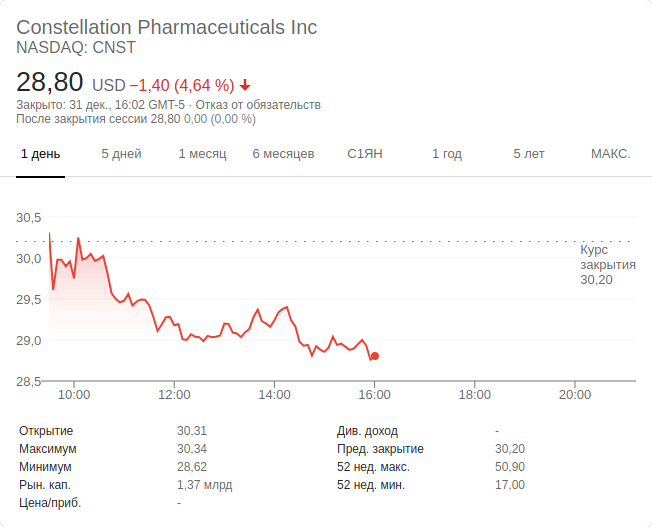 Constellation Pharmaceuticals Inc
NASDAQ: CNST
28,80 USD −1,40 (4,64 %)
Закрыто: 31 дек., 16:02 GMT-5 · Отказ от обязательств
После закрытия сессии 28,80 0,00 (0,00 %)
1 день 5 дней 1 месяц 6 месяцев С1ЯН 1 год 5 лет МАКС.
30,5
Курс
закрытия
30,20
30,0
29,5
29,0
28,5
10:00 12:00 14:00 16:00 18:00 20:00
Открытие 30,31 Див. доход -
Максимум 30,34 Пред. закрытие 30,20
Минимум 28,62 52 нед. макс. 50,90
Рын. кап. 1,37 млрд 52 нед. мин. 17,00
Цена/приб. -